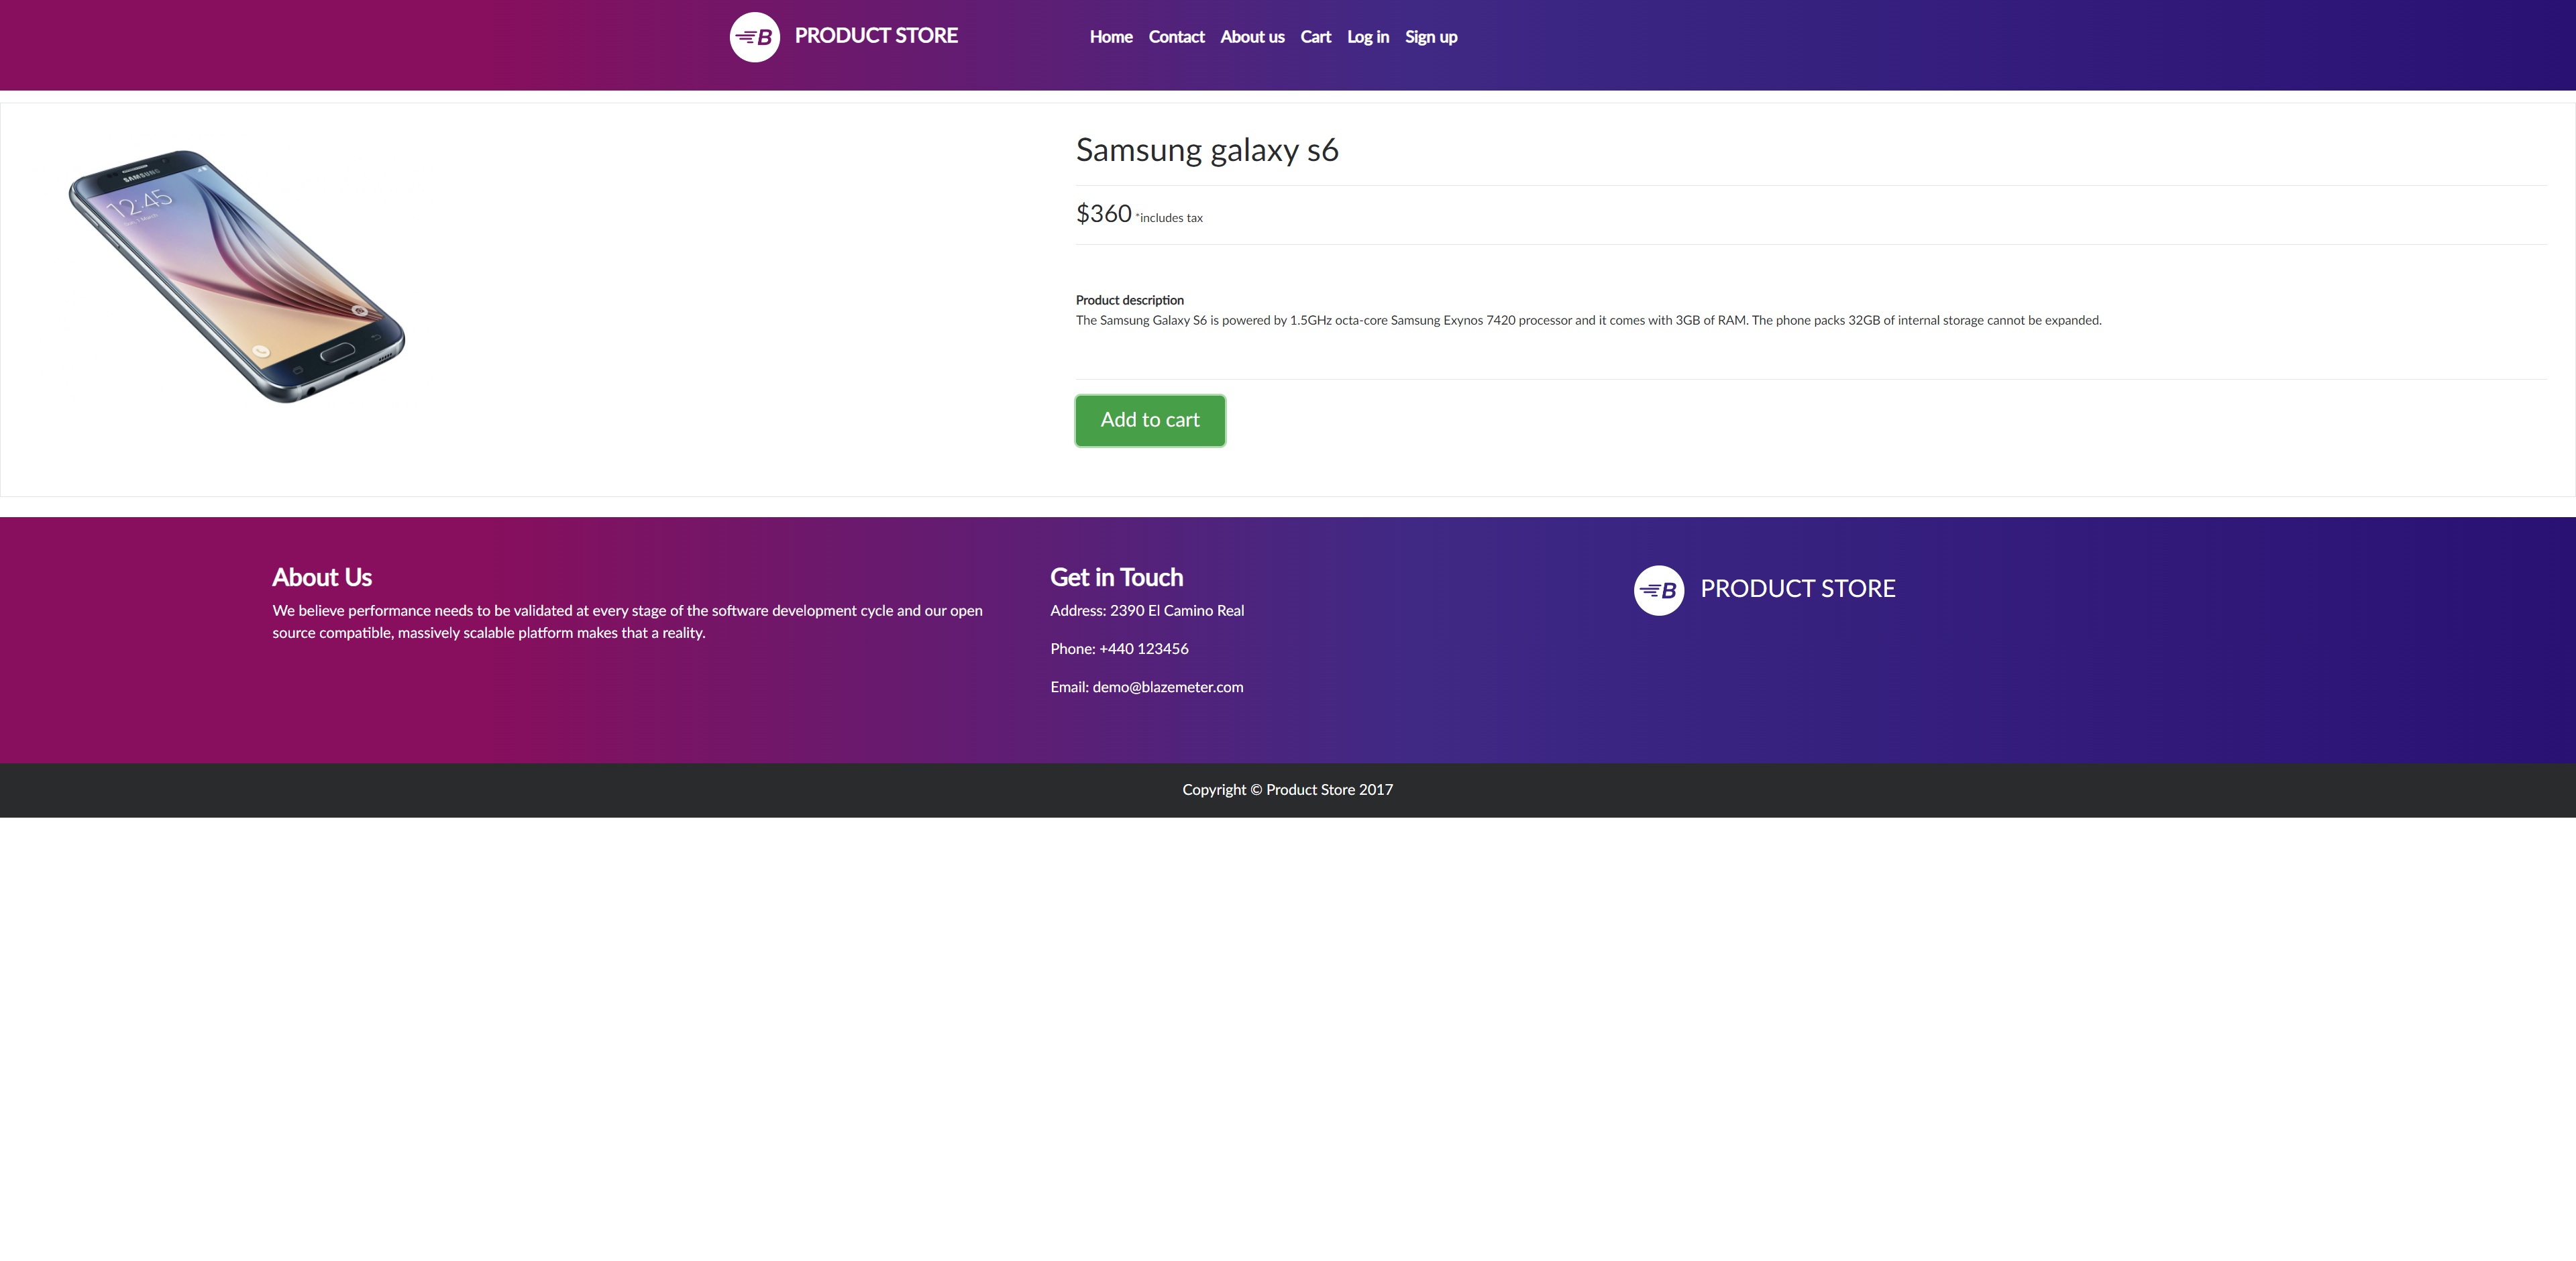 B PRODUCT STORE
Home Contact About us Cart Log in Sign up
SAMSUNG
12:45
Samsung galaxy s6
$360 *includes tax
Product description
The Samsung Galaxy S6 is powered by 1.5GHz octa-core Samsung Exynos 7420 processor and it comes with 3GB of RAM. The phone packs 32GB of internal storage cannot be expanded.
Add to cart
About Us
We believe performance needs to be validated at every stage of the software development cycle and our open
source compatible, massively scalable platform makes that a reality.
Get in Touch
Address: 2390 El Camino Real
Phone: +440 123456
Email: demo@blazemeter.com
B PRODUCT STORE
Copyright © Product Store 2017